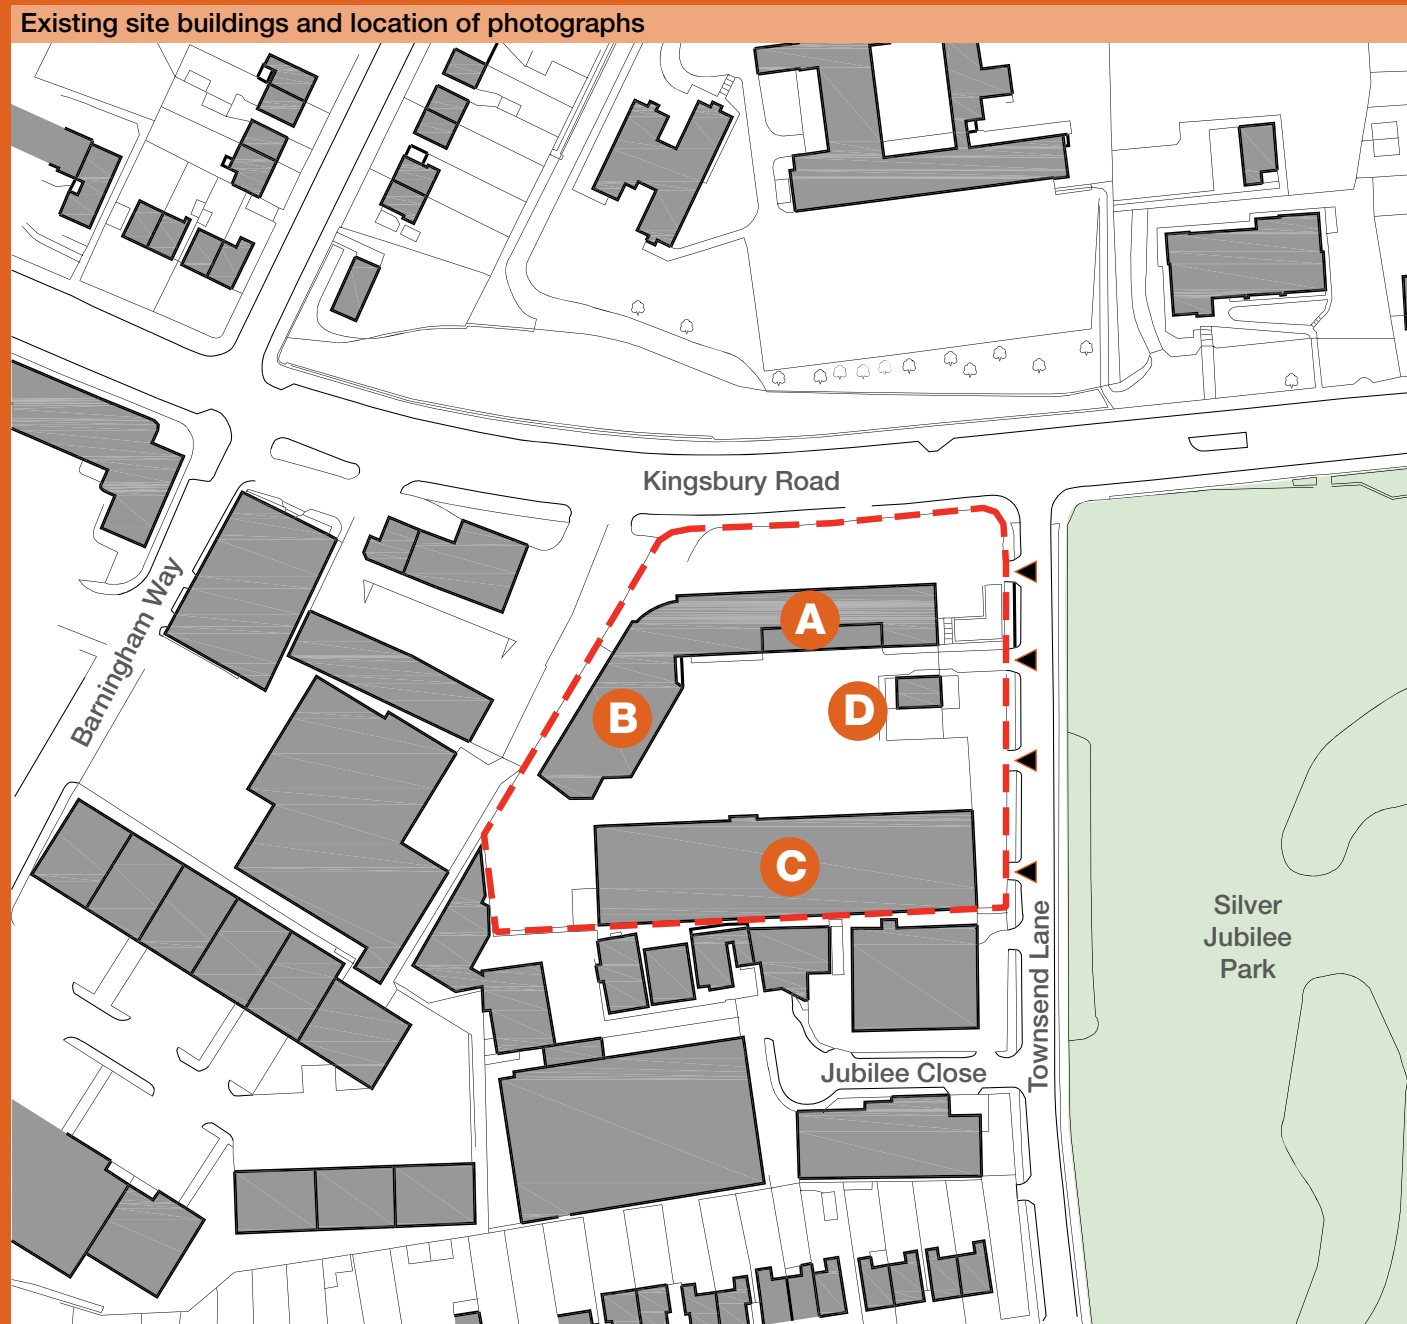 Existing site buildings and location of photographs
Kingsbury Road
A
B
D
C
Barningham Way
Silver
Jubilee
Park
Townsend Lane
Jubilee Close